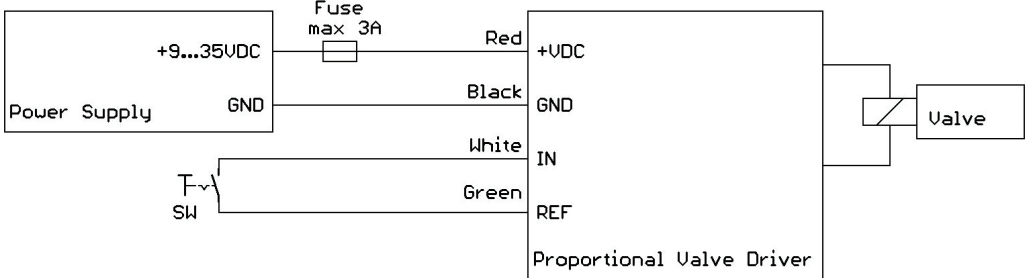 Fuse
max 3A
+9...35VDC
Red
+VDC
GND
Black
GND
Power Supply
Valve
White
IN
Green
SW
REF
Proportional Valve Driver